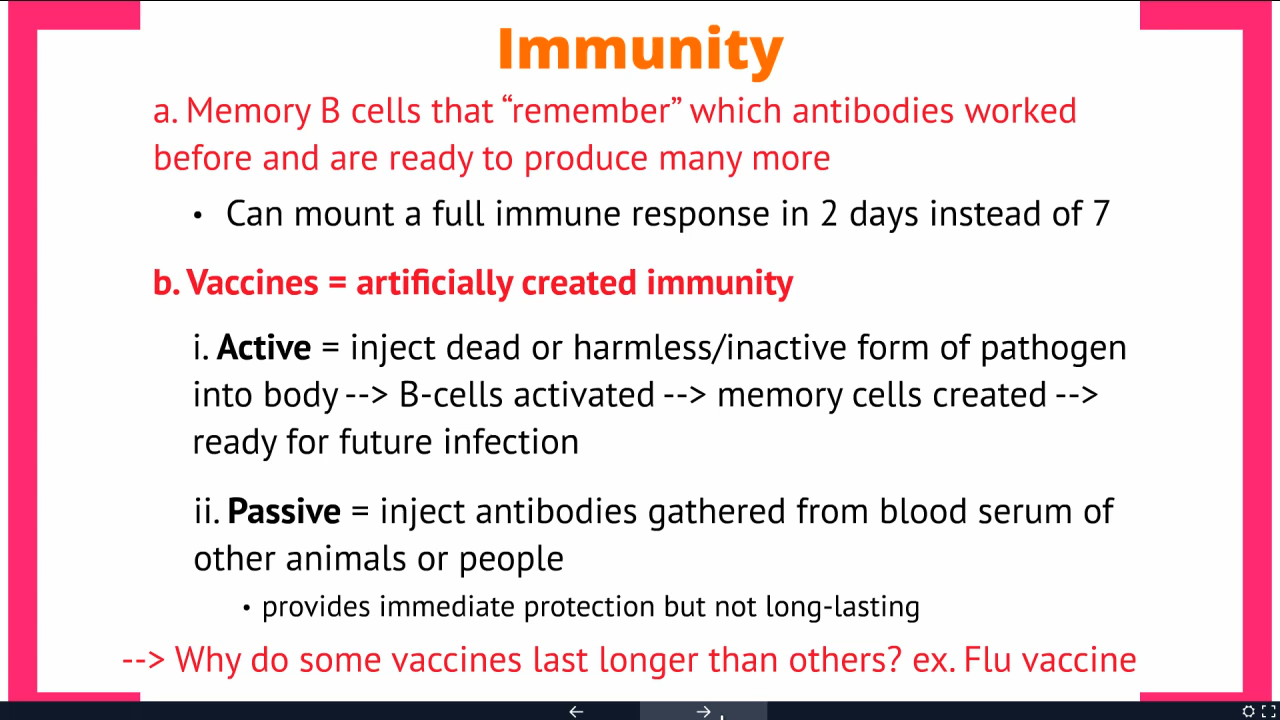 Immunity
a. Memory B cells that “remember” which antibodies worked
before and are ready to produce many more
• Can mount a full immune response in 2 days instead of 7
b. Vaccines = artificially created immunity
i. Active = inject dead or harmless/inactive form of pathogen
into body --> B-cells activated --> memory cells created -->
ready for future infection
ii. Passive = inject antibodies gathered from blood serum of
other animals or people
• provides immediate protection but not long-lasting
--> Why do some vaccines last longer than others? ex. Flu vaccine